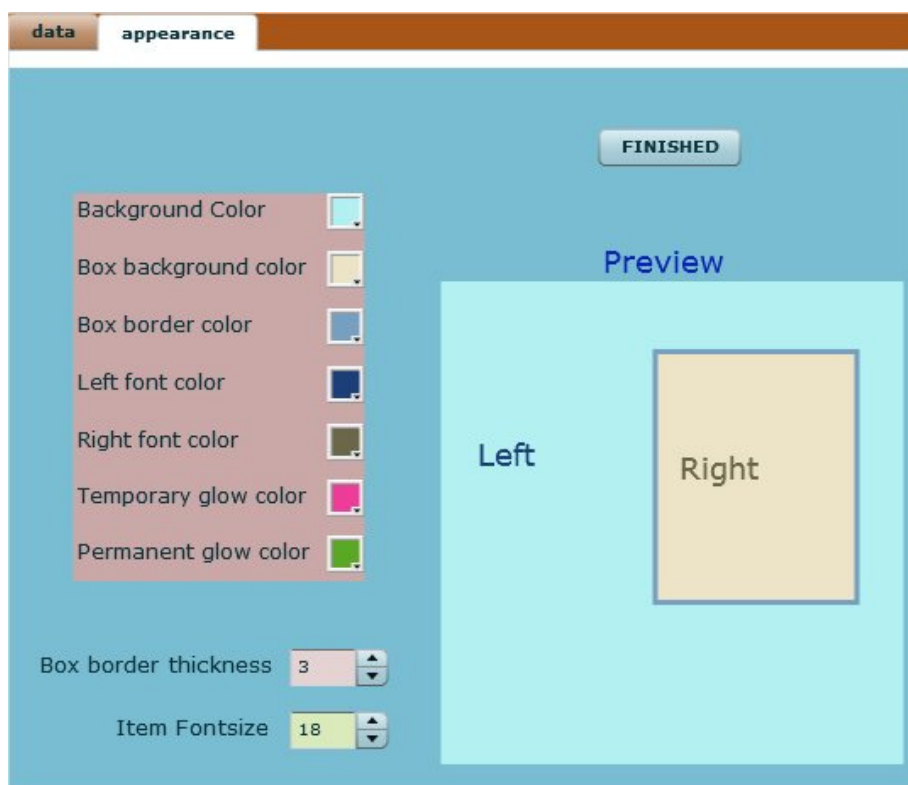 data
appearance
FINISHED
Background Color
Box background color
Box border color
Left font color
Right font color
Temporary glow color
Permanent glow color
Box border thickness 3
Item Fontsize 18
Preview
Left
Right